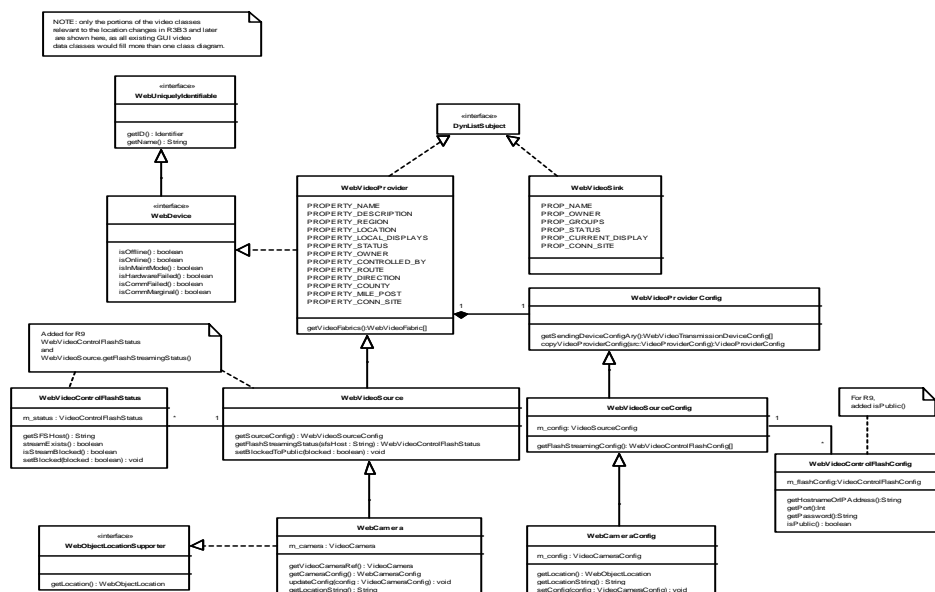 NOTE : only the portions of the video classes
relevant to the location changes in R3B3 and later
are shown here, as all existing GUI video
data classes would fill more than one class diagram.
«interface»
WebUniquelyIdentifiable
getID() : Identifier
getName() : String
«interface»
DynListSubject
«interface»
WebDevice
isOffline() : boolean
isOnline() : boolean
isInMaintMode() : boolean
isHardwareFailed() : boolean
isCommFailed() : boolean
isCommMarginal() : boolean
WebVideoProvider
PROPERTY_NAME
PROPERTY_DESCRIPTION
PROPERTY_REGION
PROPERTY_LOCATION
PROPERTY_LOCAL_DISPLAYS
PROPERTY_STATUS
PROPERTY_OWNER
PROPERTY_CONTROLLED_BY
PROPERTY_ROUTE
PROPERTY_DIRECTION
PROPERTY_COUNTY
PROPERTY_MILE_POST
PROPERTY_CONN_SITE
getVideoFabrics():WebVideoFabric[]
WebVideoSink
PROP_NAME
PROP_OWNER
PROP_GROUPS
PROP_STATUS
PROP_CURRENT_DISPLAY
PROP_CONN_SITE
1
1
WebVideoProviderConfig
getSendingDeviceConfigAry():WebVideoTransmissionDeviceConfig[]
copyVideoProviderConfig(src:VideoProviderConfig):VideoProviderConfig
Added for R9
WebVideoControlFlashStatus
and
WebVideoSource.getFlashStreamingStatus()
WebVideoControlFlashStatus
m_status : VideoControlFlashStatus
getSFSHost() : String
streamExists() : boolean
isStreamBlocked() : boolean
setBlocked(blocked : boolean) : void
*
1
WebVideoSource
getSourceConfig() : WebVideoSourceConfig
getFlashStreamingStatus(sfsHost : String) : WebVideoControlFlashStatus
setBlockedToPublic(blocked : boolean) : void
WebVideoSourceConfig
m_config: VideoSourceConfig
getFlashStreamingConfig(): WebVideoControlFlashConfig[]
1
*
For R9,
added isPublic()
WebVideoControlFlashConfig
m_flashConfig:VideoControlFlashConfig
getHostnameOrIPAddress():String
getPort():Int
getPassword():String
isPublic() : boolean
«interface»
WebObjectLocationSupporter
getLocation() : WebObjectLocation
WebCamera
m_camera : VideoCamera
getVideoCameraRef() : VideoCamera
getCameraConfig() : WebCameraConfig
updateConfig(config : VideoCameraConfig) : void
getLocationString() : String
WebCameraConfig
m_config : VideoCameraConfig
getLocation() : WebObjectLocation
getLocationString() : String
setConfig(config : VideoCameraConfig) : void